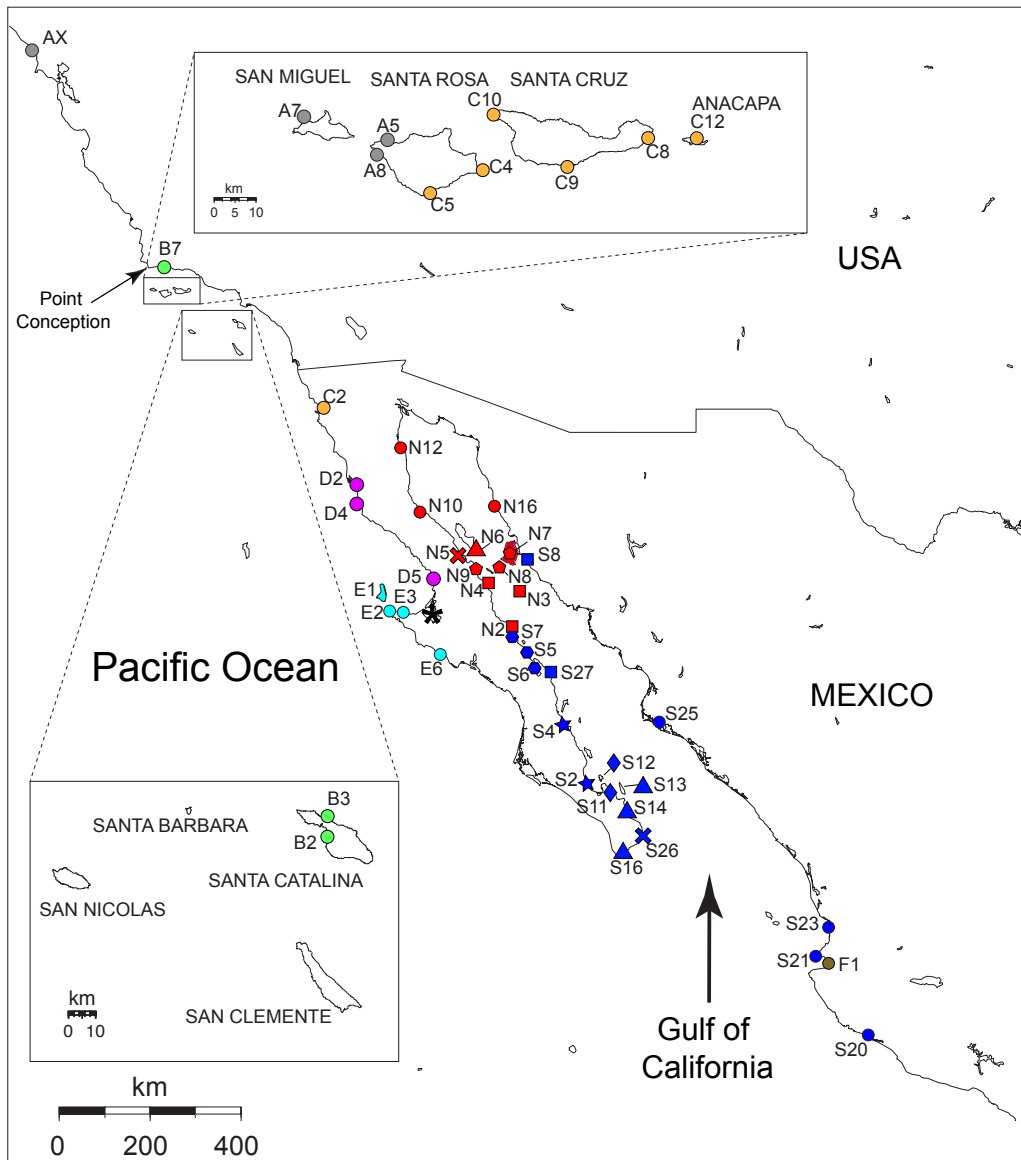 AX
SAN MIGUEL
SANTA ROSA
SANTA CRUZ
ANACAPA
A7
A5
A8
C10
C4
C5
C9
C8
C12
km
0 5 10
B7
Point
Conception
USA
C2
N12
D2
D4
N10
N16
N6
N7
N5
S8
N9
N8
D5
N4
N3
E1
E3
E2
N2
S7
S5
E6
S6
S27
Pacific Ocean
MEXICO
S4
S25
S12
S2
S13
S11
S14
S26
S16
B3
SANTA BARBARA
B2
SANTA CATALINA
SAN NICOLAS
km
0 10
SAN CLEMENTE
S23
S21
F1
S20
Gulf of
California
km
0 200 400